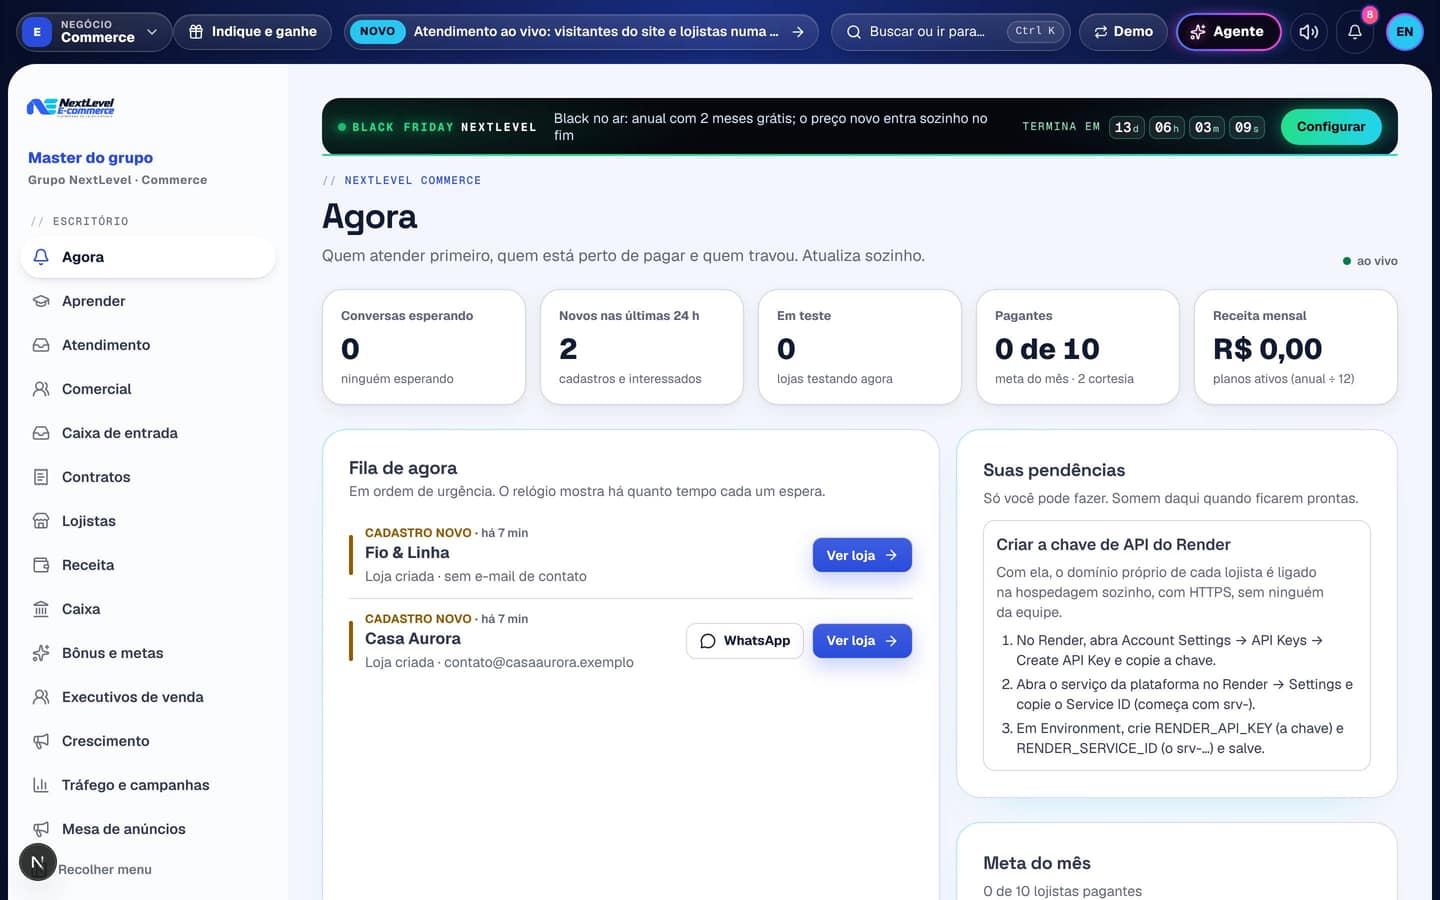 E
NEGÓCIO
Commerce
Indique e ganhe
NOVO
Atendimento ao vivo: visitantes do site e lojistas numa ...
Buscar ou ir para...
Ctrl K
Demo
Agente
8
EN
NextLevel
E-commerce
Master do grupo
Grupo NextLevel · Commerce
// ESCRITÓRIO
Agora
Aprender
Atendimento
Comercial
Caixa de entrada
Contratos
Lojistas
Receita
Caixa
Bônus e metas
Executivos de venda
Crescimento
Tráfego e campanhas
Mesa de anúncios
N
Recolher menu
BLACK FRIDAY NEXTLEVEL
Black no ar: anual com 2 meses grátis; o preço novo entra sozinho no
fim
TERMINA EM
13d 06h 03m 09s
Configurar
// NEXTLEVEL COMMERCE
Agora
Quem atender primeiro, quem está perto de pagar e quem travou. Atualiza sozinho.
ao vivo
Conversas esperando
0
ninguém esperando
Novos nas últimas 24 h
2
cadastros e interessados
Em teste
0
lojas testando agora
Pagantes
0 de 10
meta do mês · 2 cortesia
Receita mensal
R$ 0,00
planos ativos (anual ÷ 12)
Fila de agora
Em ordem de urgência. O relógio mostra há quanto tempo cada um espera.
CADASTRO NOVO · há 7 min
Fio & Linha
Loja criada · sem e-mail de contato
Ver loja →
CADASTRO NOVO · há 7 min
Casa Aurora
Loja criada · contato@casaaurora.exemplo
WhatsApp
Ver loja →
Suas pendências
Só você pode fazer. Somem daqui quando ficarem prontas.
Criar a chave de API do Render
Com ela, o domínio próprio de cada lojista é ligado
na hospedagem sozinho, com HTTPS, sem ninguém
da equipe.
1. No Render, abra Account Settings → API Keys →
Create API Key e copie a chave.
2. Abra o serviço da plataforma no Render → Settings e
copie o Service ID (começa com srv-).
3. Em Environment, crie RENDER_API_KEY (a chave) e
RENDER_SERVICE_ID (o srv-...) e salve.
Meta do mês
0 de 10 lojistas pagantes